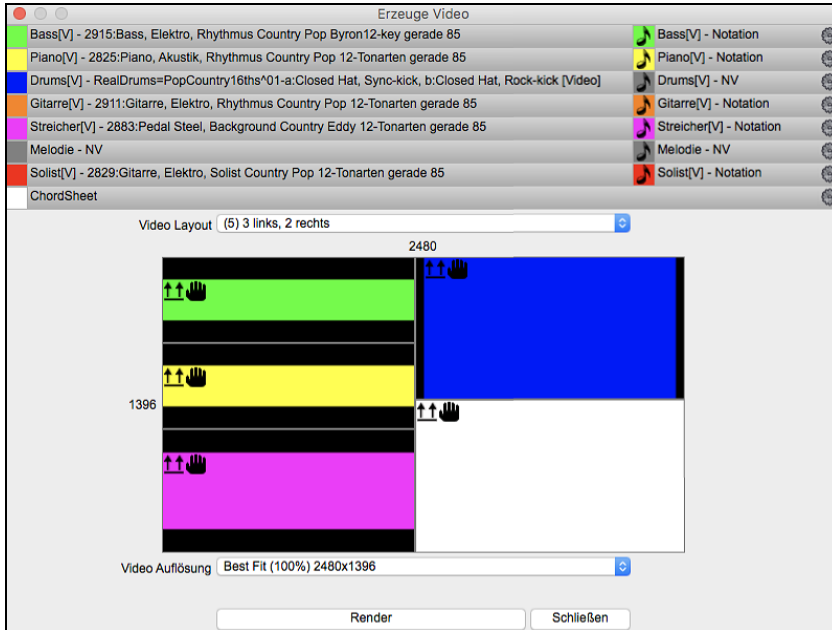 Erzeuge Video
Bass[V] - 2915:Bass, Elektro, Rhythmus Country Pop Byron12-key gerade 85 Bass[V] - Notation
Piano[V] - 2825:Piano, Akustik, Rhythmus Country Pop 12-Tonarten gerade 85 Piano[V] - Notation
Drums[V] - RealDrums=PopCountry16ths^01-a:Closed Hat, Sync-kick, b:Closed Hat, Rock-kick [Video] Drums[V] - NV
Gitarre[V] - 2911:Gitarre, Elektro, Rhythmus Country Pop 12-Tonarten gerade 85 Gitarre[V] - Notation
Streicher[V] - 2883:Pedal Steel, Background Country Eddy 12-Tonarten gerade 85 Streicher[V] - Notation
Melodie - NV Melodie - NV
Solist[V] - 2829:Gitarre, Elektro, Solist Country Pop 12-Tonarten gerade 85 Solist[V] - Notation
ChordSheet
Video Layout (5) 3 links, 2 rechts
2480
1396
Video Auflösung Best Fit (100%) 2480x1396
Render Schließen